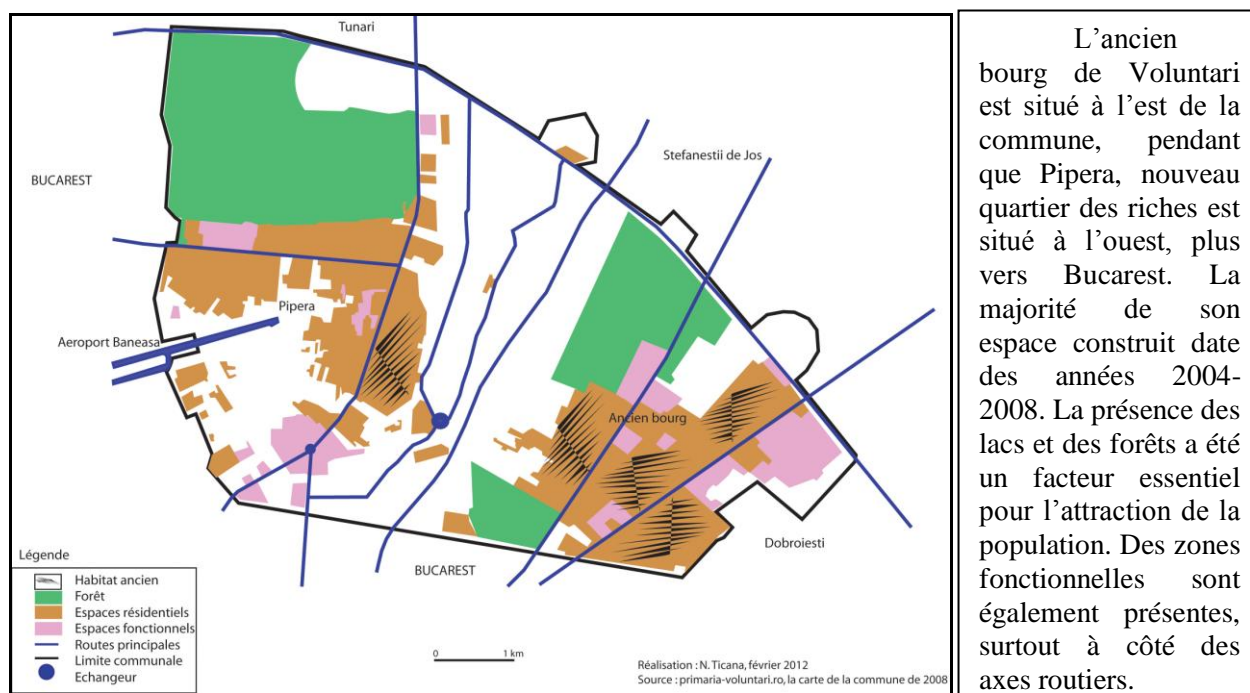 Tunari
BUCAREST
Stefanestii de Jos
Pipera
Aeroport Baneasa
Ancien bourg
Dobroiesti
BUCAREST
Légende
Habitat ancien
Forêt
Espaces résidentiels
Espaces fonctionnels
Routes principales
Limite communale
Echangeur
0 1 km
Réalisation : N. Ticana, février 2012
Source : primaria-voluntari.ro, la carte de la commune de 2008
L’ancien
bourg de Voluntari
est situé à l’est de la
commune, pendant
que Pipera, nouveau
quartier des riches est
situé à l’ouest, plus
vers Bucarest. La
majorité de son
espace construit date
des années 2004-
2008. La présence des
lacs et des forêts a été
un facteur essentiel
pour l’attraction de la
population. Des zones
fonctionnelles sont
également présentes,
surtout à côté des
axes routiers.